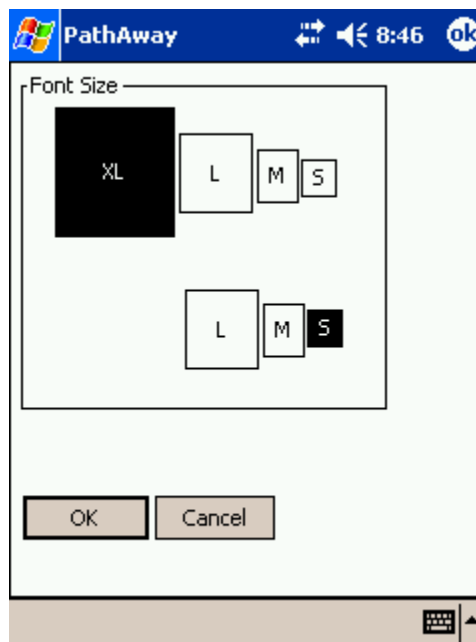 PathAway 8:46 ok
Font Size
XL L M S
L M S
OK Cancel